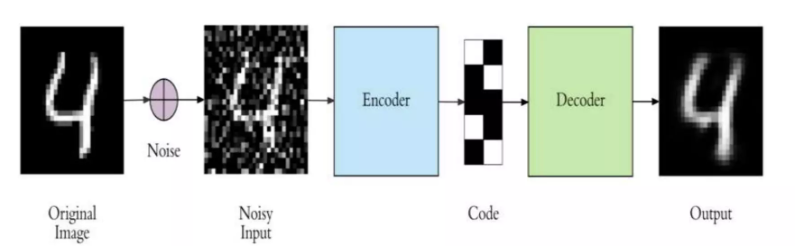 Encoder
Decoder
Noise
Original
Image
Noisy
Input
Code
Output